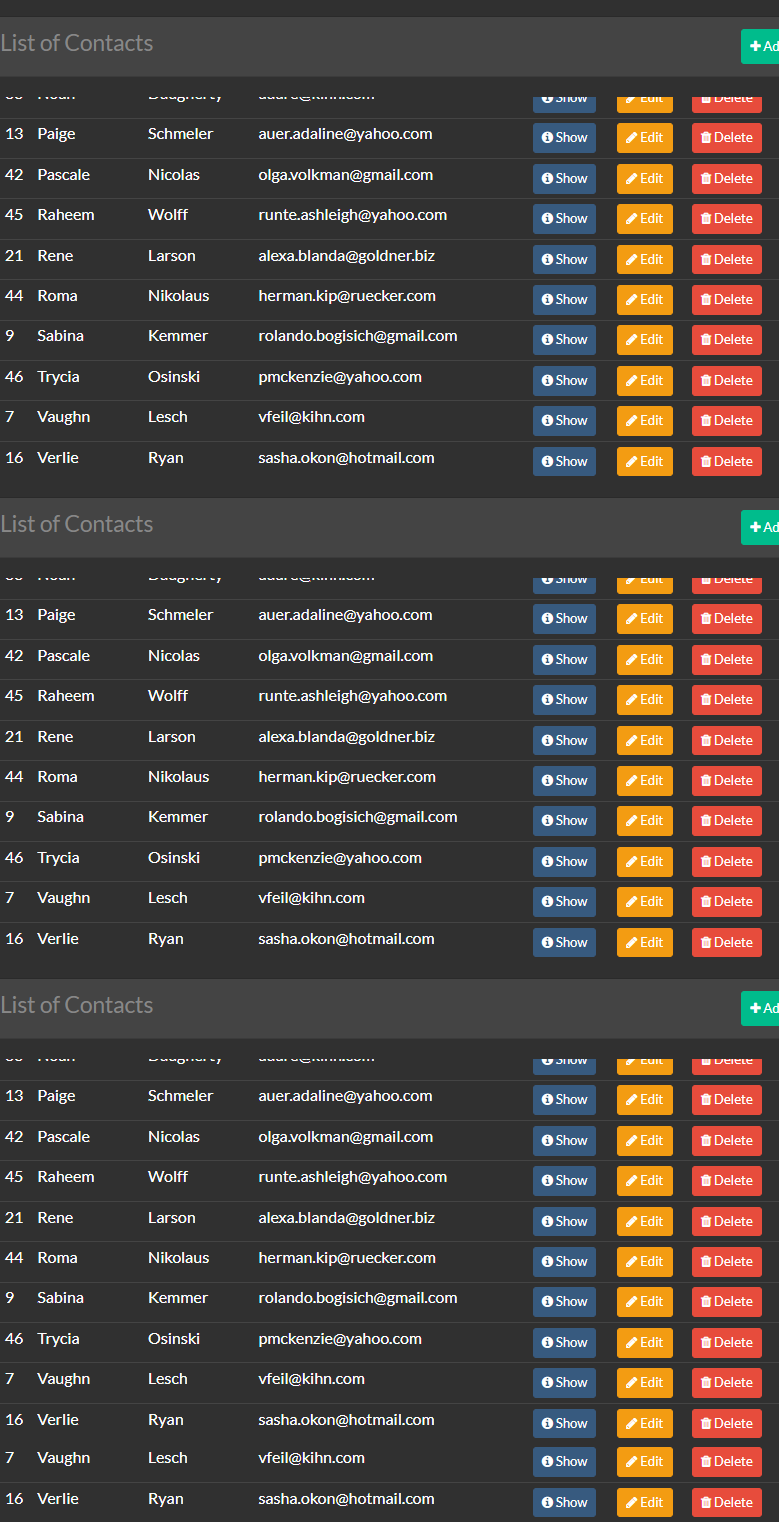 List of Contacts Ad
13 Paige Schmeler auer.adaline@yahoo.com Show Edit Delete
42 Pascale Nicolas olga.volkman@gmail.com Show Edit Delete
45 Raheem Wolff runte.ashleigh@yahoo.com Show Edit Delete
21 Rene Larson alexa.blanda@goldner.biz Show Edit Delete
44 Roma Nikolaus herman.kip@ruecker.com Show Edit Delete
9 Sabina Kemmer rolando.bogisich@gmail.com Show Edit Delete
46 Trycia Osinski pmckenzie@yahoo.com Show Edit Delete
7 Vaughn Lesch vfeil@kihn.com Show Edit Delete
16 Verlie Ryan sasha.okon@hotmail.com Show Edit Delete
List of Contacts Ad
Show Edit Delete
13 Paige Schmeler auer.adaline@yahoo.com Show Edit Delete
42 Pascale Nicolas olga.volkman@gmail.com Show Edit Delete
45 Raheem Wolff runte.ashleigh@yahoo.com Show Edit Delete
21 Rene Larson alexa.blanda@goldner.biz Show Edit Delete
44 Roma Nikolaus herman.kip@ruecker.com Show Edit Delete
9 Sabina Kemmer rolando.bogisich@gmail.com Show Edit Delete
46 Trycia Osinski pmckenzie@yahoo.com Show Edit Delete
7 Vaughn Lesch vfeil@kihn.com Show Edit Delete
16 Verlie Ryan sasha.okon@hotmail.com Show Edit Delete
List of Contacts Ad
Show Edit Delete
13 Paige Schmeler auer.adaline@yahoo.com Show Edit Delete
42 Pascale Nicolas olga.volkman@gmail.com Show Edit Delete
45 Raheem Wolff runte.ashleigh@yahoo.com Show Edit Delete
21 Rene Larson alexa.blanda@goldner.biz Show Edit Delete
44 Roma Nikolaus herman.kip@ruecker.com Show Edit Delete
9 Sabina Kemmer rolando.bogisich@gmail.com Show Edit Delete
46 Trycia Osinski pmckenzie@yahoo.com Show Edit Delete
7 Vaughn Lesch vfeil@kihn.com Show Edit Delete
16 Verlie Ryan sasha.okon@hotmail.com Show Edit Delete
7 Vaughn Lesch vfeil@kihn.com Show Edit Delete
16 Verlie Ryan sasha.okon@hotmail.com Show Edit Delete